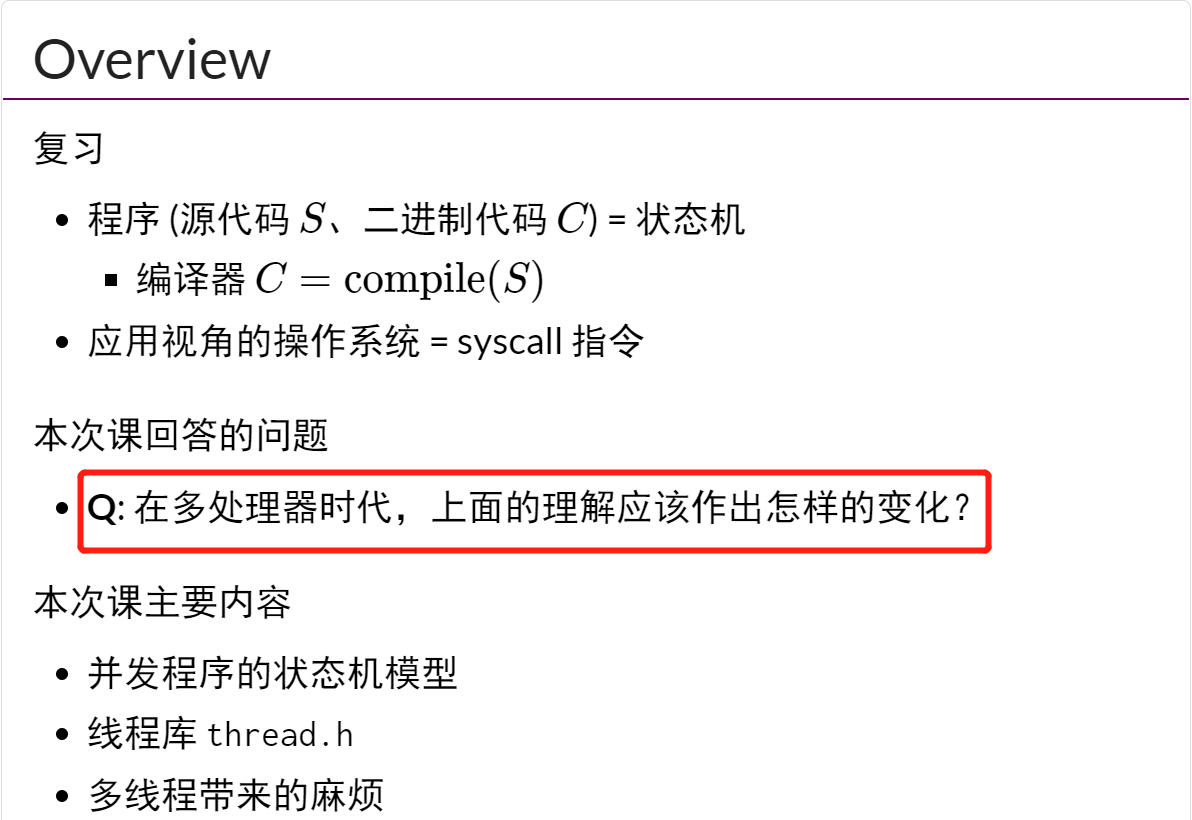 Overview
复习
程序 (源代码 S、二进制代码 C) = 状态机
编译器 C = compile(S)
应用视角的操作系统 = syscall 指令
本次课回答的问题
Q: 在多处理器时代，上面的理解应该作出怎样的变化？
本次课主要内容
并发程序的状态机模型
线程库 thread.h
多线程带来的麻烦